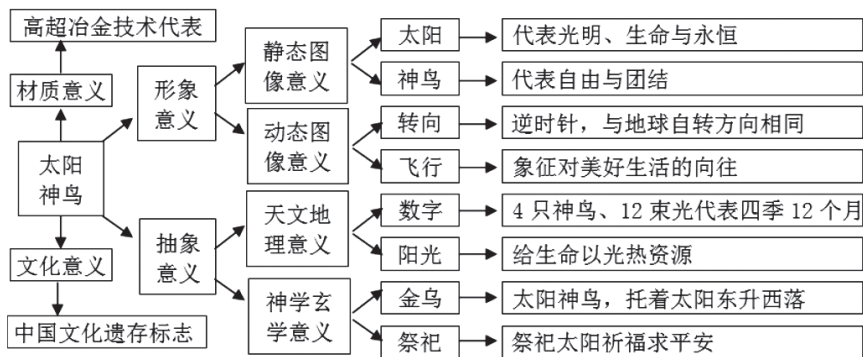 高超冶金技术代表
材质意义
太阳
神鸟
文化意义
中国文化遗存标志
形象
意义
抽象
意义
静态图
像意义
动态图
像意义
天文地
理意义
神学玄
学意义
太阳
代表光明、生命与永恒
神鸟
代表自由与团结
转向
逆时针，与地球自转方向相同
飞行
象征对美好生活的向往
数字
4只神鸟、12束光代表四季12个月
阳光
给生命以光热资源
金乌
太阳神鸟，托着太阳东升西落
祭祀
祭祀太阳祈福求平安